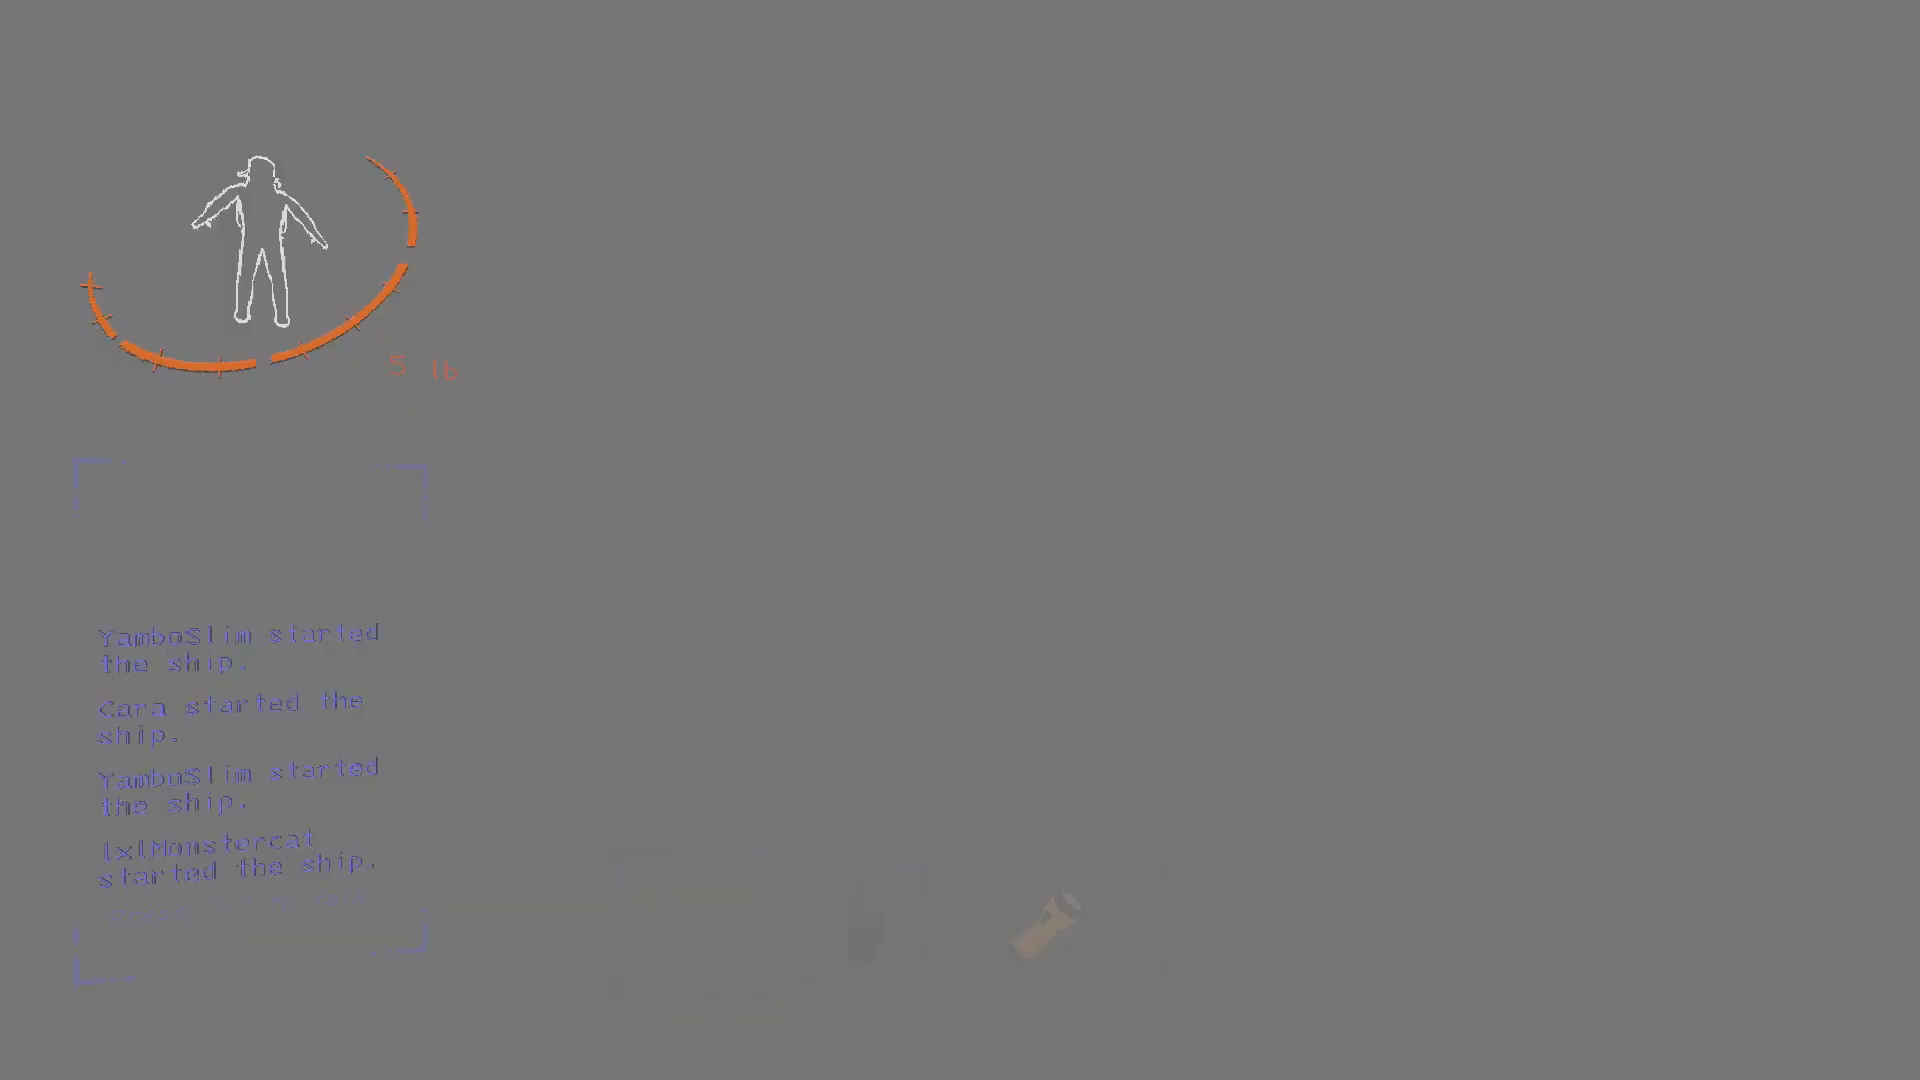 5 lb
YamboSlim started
the ship.
Cara started the
ship.
YamboSlim started
the ship.
lxlMonstercat
started the ship.